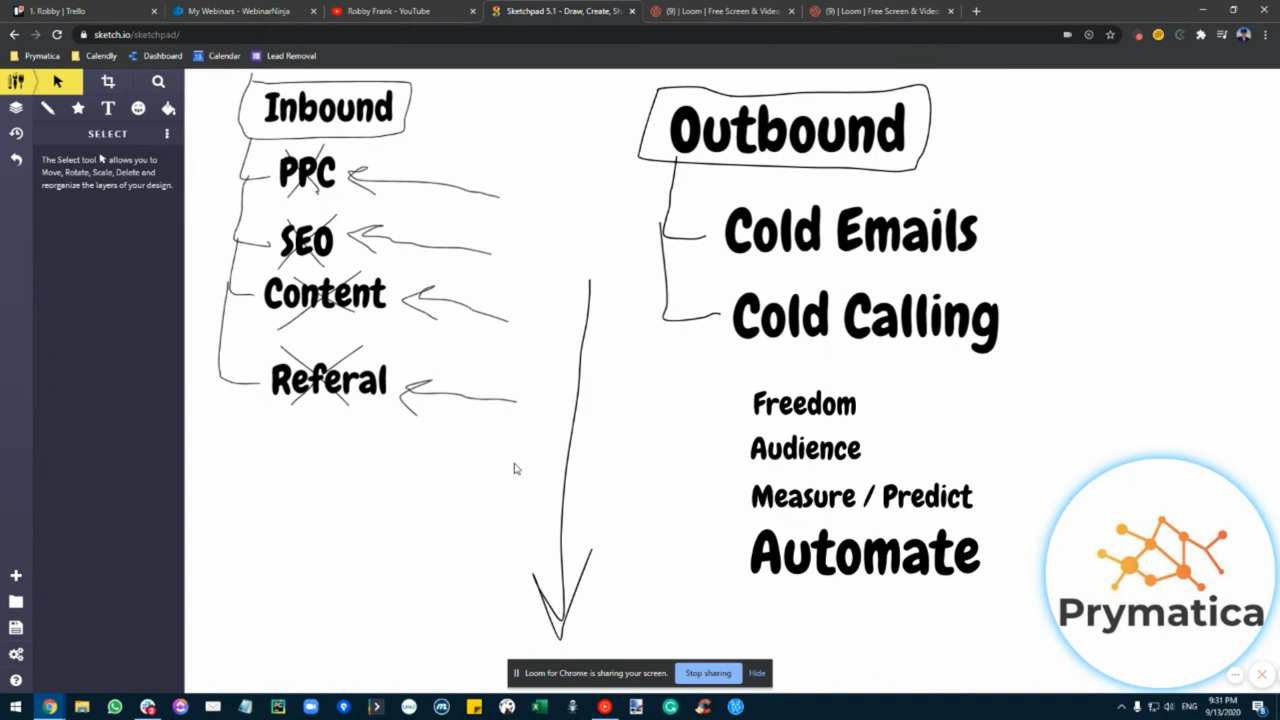 1. Robby | Trello
My Webinars - WebinarNinja
Robby Frank - YouTube
Sketchpad 5.1 - Draw, Create, Sh
(9) | Loom | Free Screen & Video
(9) | Loom | Free Screen & Video
sketch.io/sketchpad/
Prymatica
Calendly
Dashboard
Calendar
Lead Removal
SELECT
The Select tool allows you to
Move, Rotate, Scale, Delete and
reorganize the layers of your design.
Inbound
PPC
SEO
Content
Referal
Outbound
Cold Emails
Cold Calling
Freedom
Audience
Measure / Predict
Automate
Prymatica
Loom for Chrome is sharing your screen.
Stop sharing
Hide
ENG
9:31 PM
9/13/2020